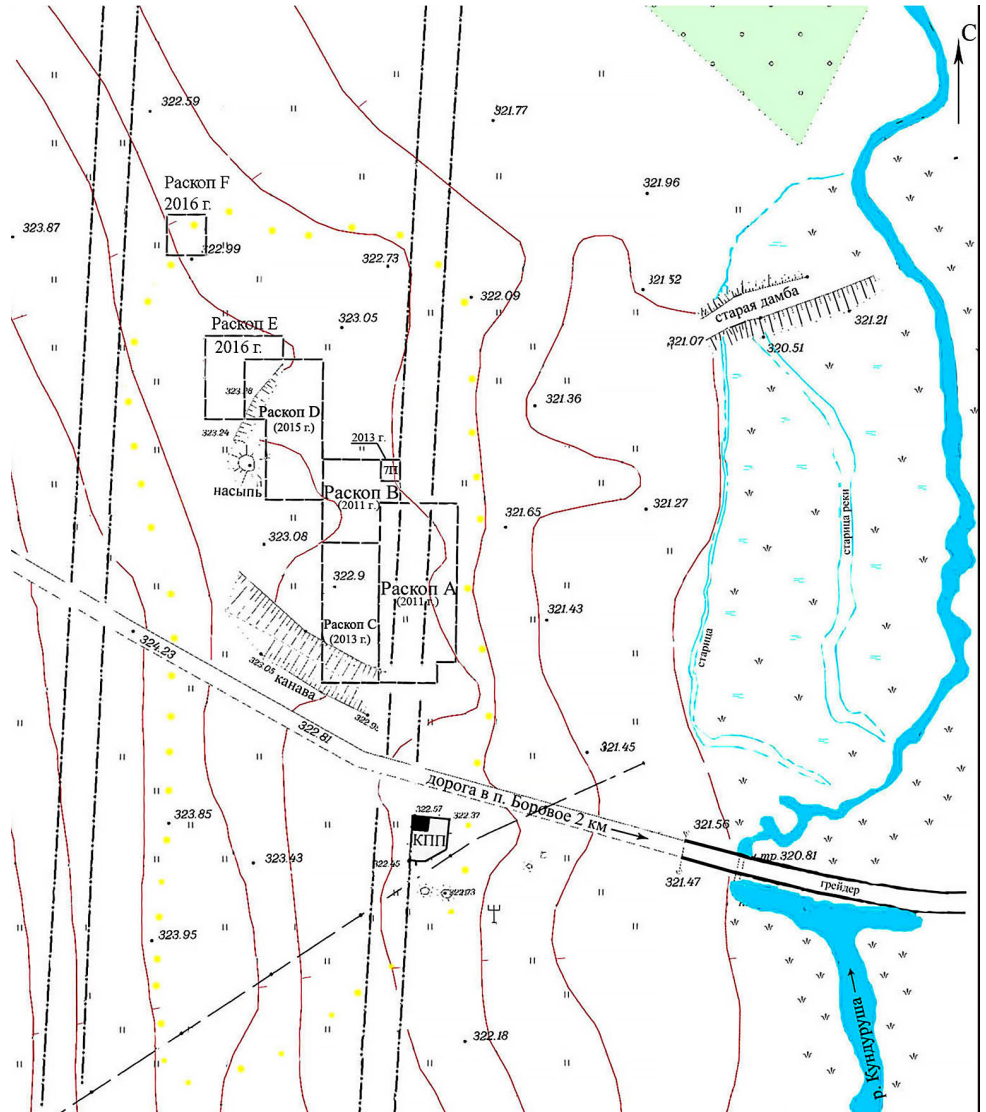 С
322.59
321.77
Раскоп F
2016 г.
321.96
323.87
322.99
322.73
321.52
322.09
старая дамба
321.21
323.05
321.07
320.51
Раскоп E
2016 г.
321.36
Раскоп D
(2015 г.)
323.24
2013 г.
7П
насыпь
Раскоп B
(2011 г.)
321.27
321.65
старица реки
323.08
322.9
Раскоп A
(2011 г.)
321.43
Раскоп C
(2013 г.)
старица
324.23
323.05
канава
322.81
321.45
дорога в п. Боровое 2 км
323.85
322.57
322.37
КПП
321.56
тр.320.81
323.43
322.45
321.47
грейдер
323.95
322.18
р. Кундуруша